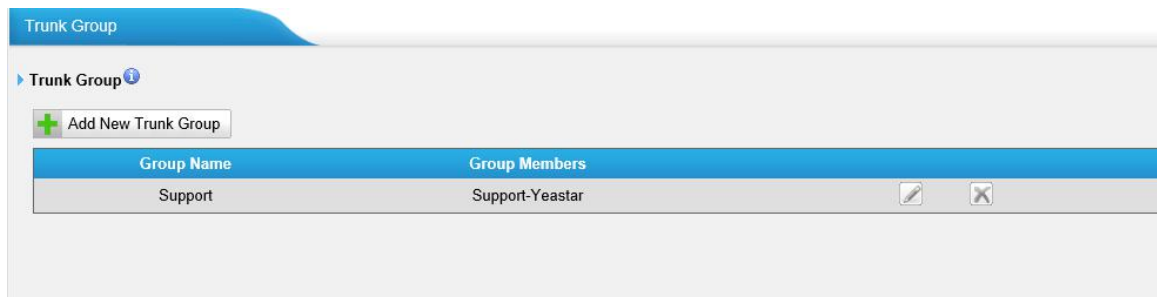 Trunk Group
Trunk Group
Add New Trunk Group
Group Name Group Members
Support Support-Yeastar